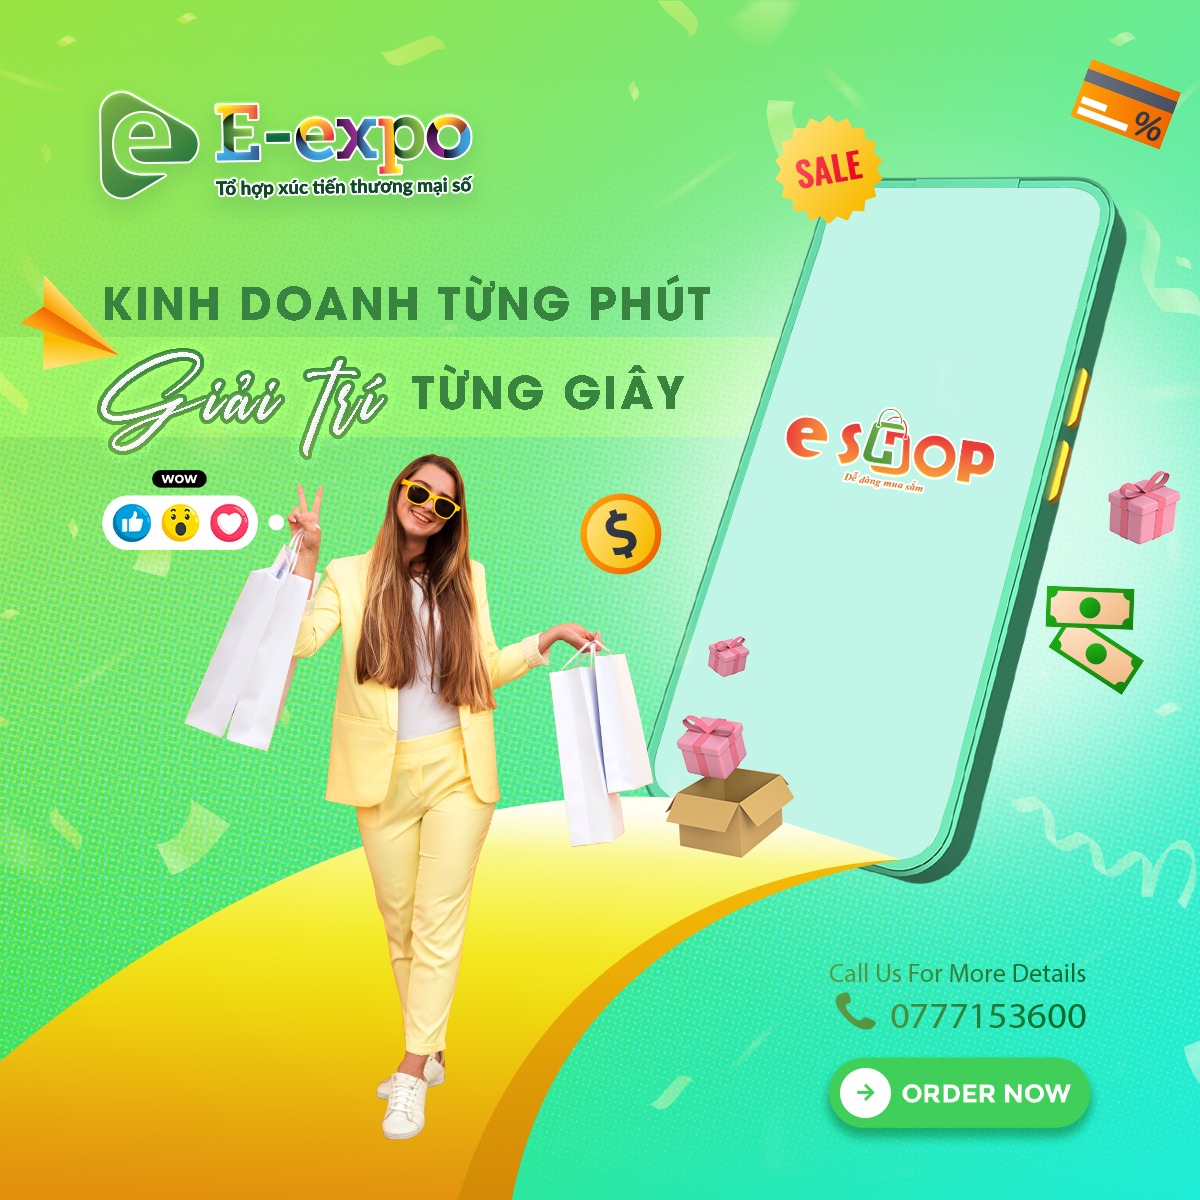 e E-expo
Tổ hợp xúc tiến thương mại số
SALE
%
KINH DOANH TỪNG PHÚT
Giải Trí TỪNG GIÂY
e SHOP
Dễ dàng mua sắm
WOW
$
Call Us For More Details
0777153600
ORDER NOW